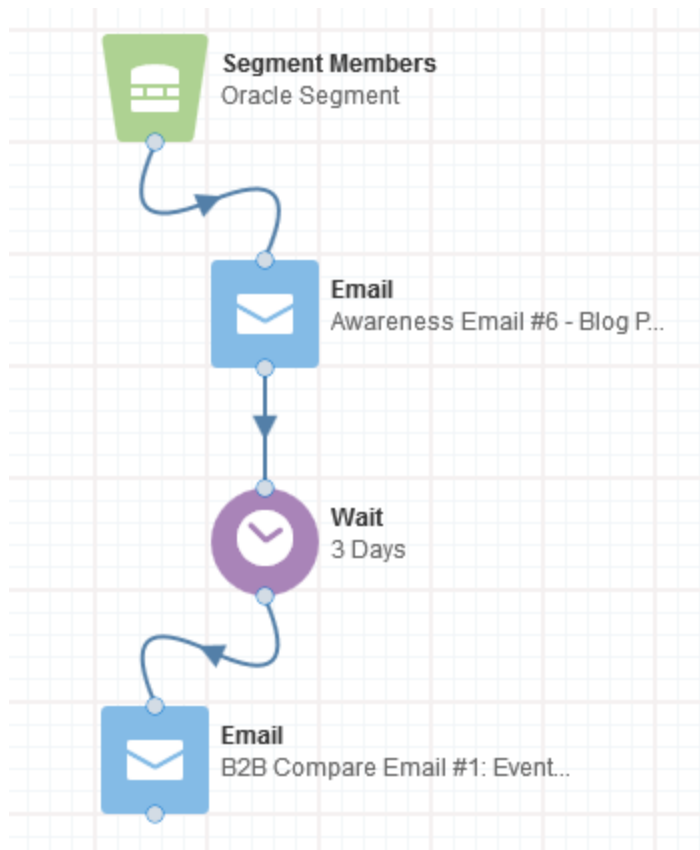 Segment Members
Oracle Segment
Email
Awareness Email #6 - Blog P...
Wait
3 Days
Email
B2B Compare Email #1: Event...